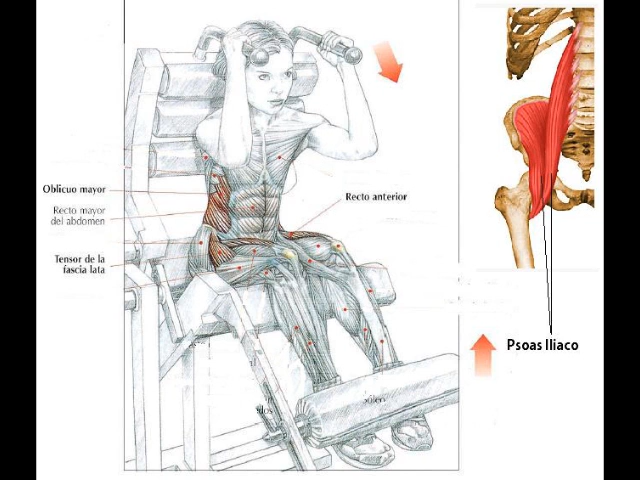 Oblicuo mayor
Recto mayor
del abdomen
Tensor de la
fascia lata
Recto anterior
Psoas Iliaco